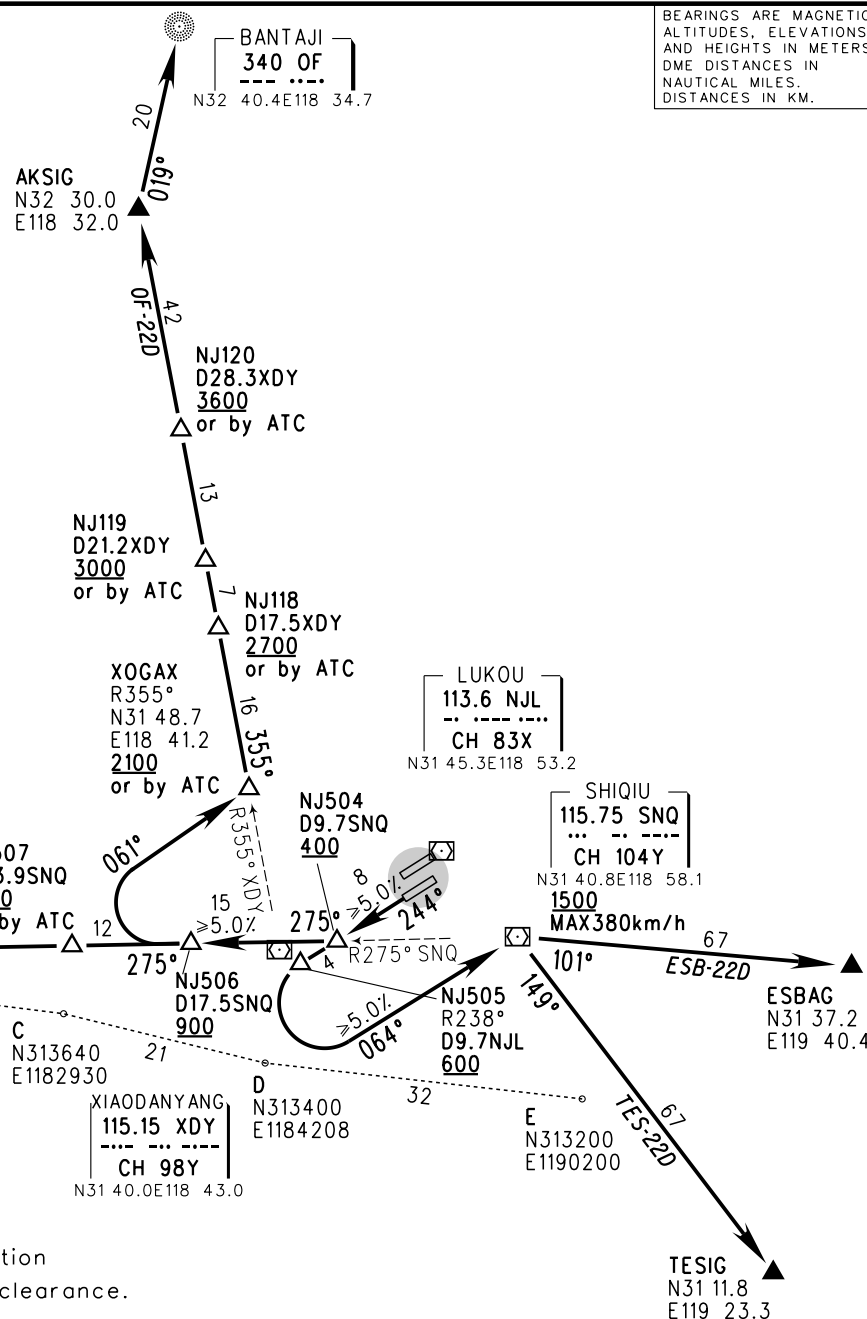 BEARINGS ARE MAGNETIC
ALTITUDES, ELEVATIONS
AND HEIGHTS IN METERS
DME DISTANCES IN
NAUTICAL MILES.
DISTANCES IN KM.
BANTAJI
340 OF
N32 40.4E118 34.7
20
019°
AKSIG
N32 30.0
E118 32.0
42
OF-22D
NJ120
D28.3XDY
3600
or by ATC
13
NJ119
D21.2XDY
3000
or by ATC
7
NJ118
D17.5XDY
2700
or by ATC
XOGAX
R355°
N31 48.7
E118 41.2
2100
or by ATC
16 355°
R355° XDY
061°
LUKOU
113.6 NJL
CH 83X
N31 45.3E118 53.2
NJ504
D9.7SNQ
400
SHIQIU
115.75 SNQ
CH 104Y
N31 40.8E118 58.1
1500
MAX380km/h
07
3.9SNQ
0
by ATC
12
275°
15
≥5.0%
275°
8
≥5.0%
244°
R275° SNQ
4
NJ506
D17.5SNQ
900
≥5.0%
064°
NJ505
R238°
D9.7NJL
600
101°
67
ESB-22D
149°
67
TES-22D
ESBAG
N31 37.2
E119 40.4
C
N313640
E1182930
21
D
N313400
E1184208
32
E
N313200
E1190200
XIAODANYANG
115.15 XDY
CH 98Y
N31 40.0E118 43.0
TESIG
N31 11.8
E119 23.3
tion
clearance.